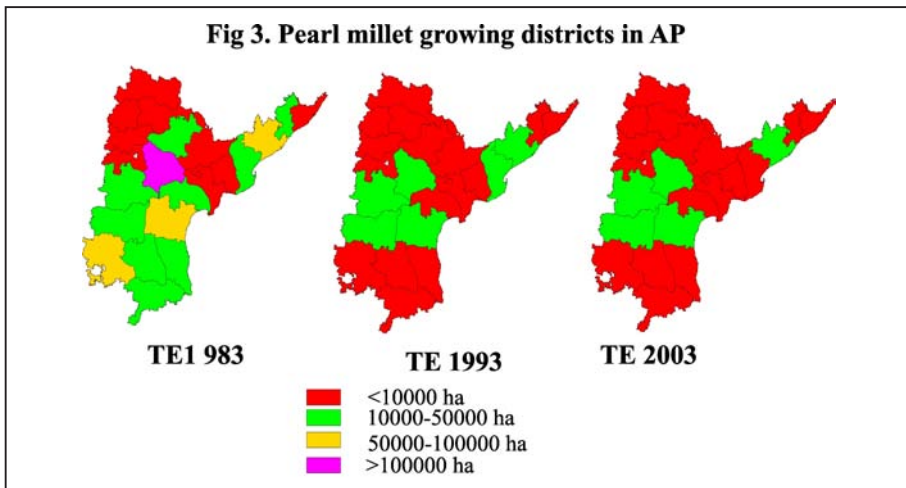 Fig 3. Pearl millet growing districts in AP
TE1 983
TE 1993
TE 2003
<10000 ha
10000-50000 ha
50000-100000 ha
>100000 ha